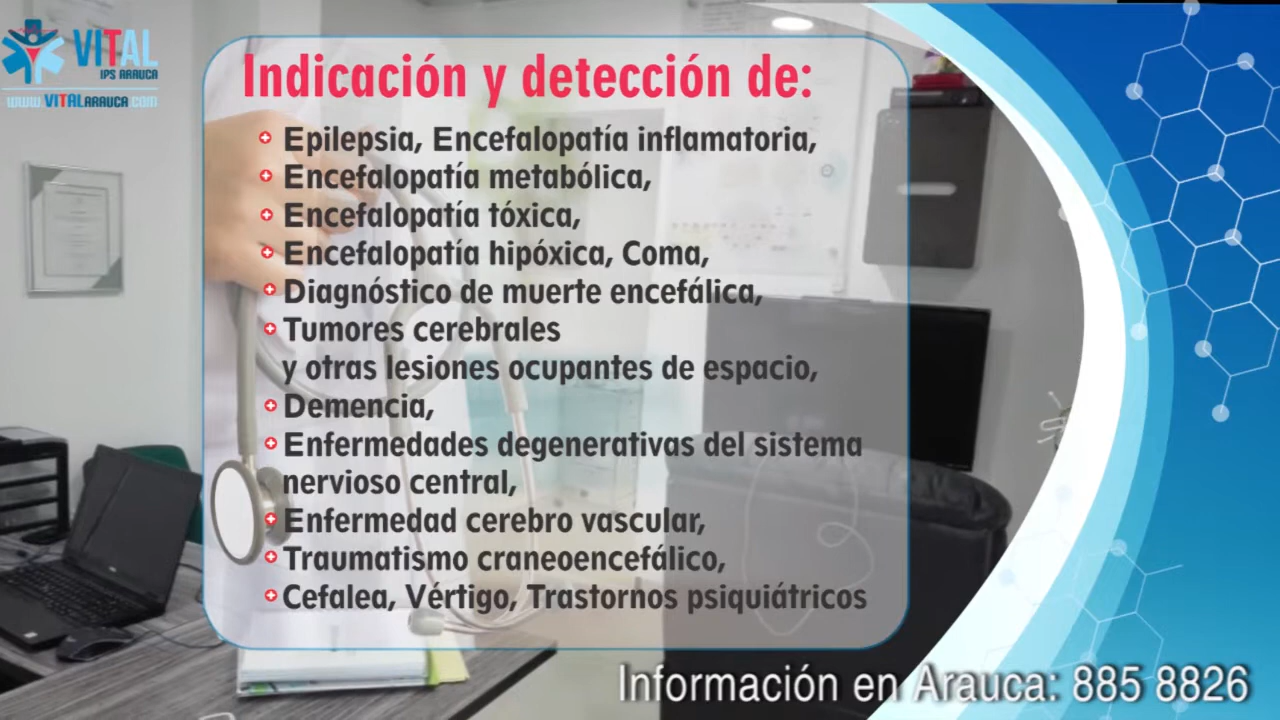 VITAL
IPS ARAUCA
www.VITALARAUCA.com
Indicación y detección de:
Epilepsia, Encefalopatía inflamatoria,
Encefalopatía metabólica,
Encefalopatía tóxica,
Encefalopatía hipóxica, Coma,
Diagnóstico de muerte encefálica,
Tumores cerebrales
y otras lesiones ocupantes de espacio,
Demencia,
Enfermedades degenerativas del sistema
nervioso central,
Enfermedad cerebro vascular,
Traumatismo craneoencefálico,
Cefalea, Vértigo, Trastornos psiquiátricos
Información en Arauca: 885 8826